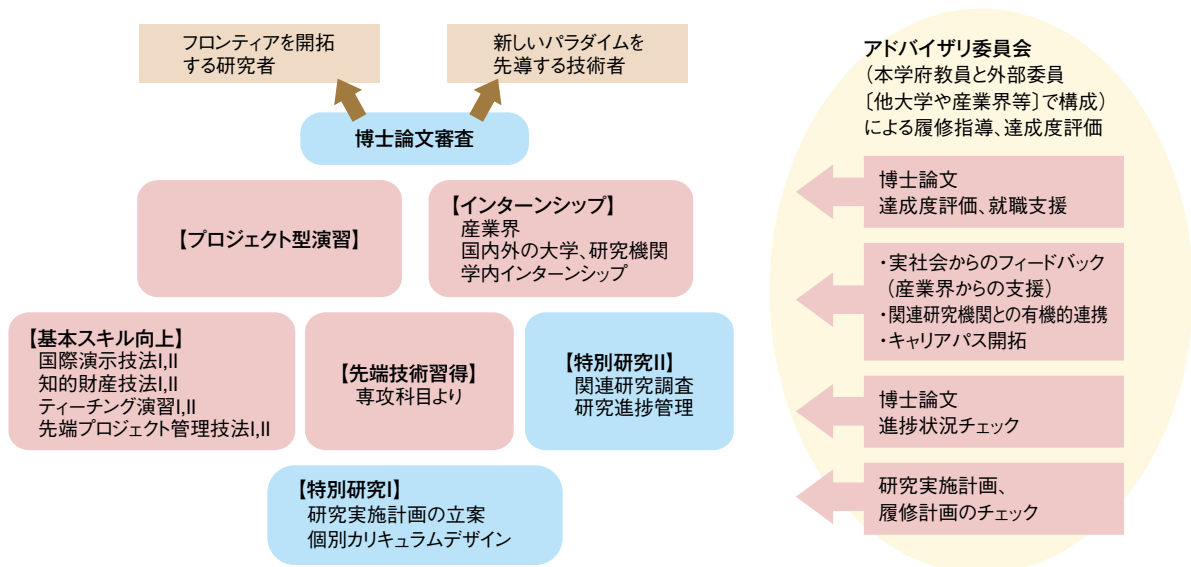 フロンティアを開拓
する研究者
新しいパラダイムを
先導する技術者
博士論文審査
【プロジェクト型演習】
【インターンシップ】
産業界
国内外の大学、研究機関
学内インターンシップ
【基本スキル向上】
国際演示技法I,II
知的財産技法I,II
ティーチング演習I,II
先端プロジェクト管理技法I,II
【先端技術習得】
専攻科目より
【特別研究II】
関連研究調査
研究進捗管理
【特別研究I】
研究実施計画の立案
個別カリキュラムデザイン
アドバイザリ委員会
（本学府教員と外部委員
〔他大学や産業界等〕で構成）
による履修指導、達成度評価
博士論文
達成度評価、就職支援
・実社会からのフィードバック
（産業界からの支援）
・関連研究機関との有機的連携
・キャリアパス開拓
博士論文
進捗状況チェック
研究実施計画、
履修計画のチェック